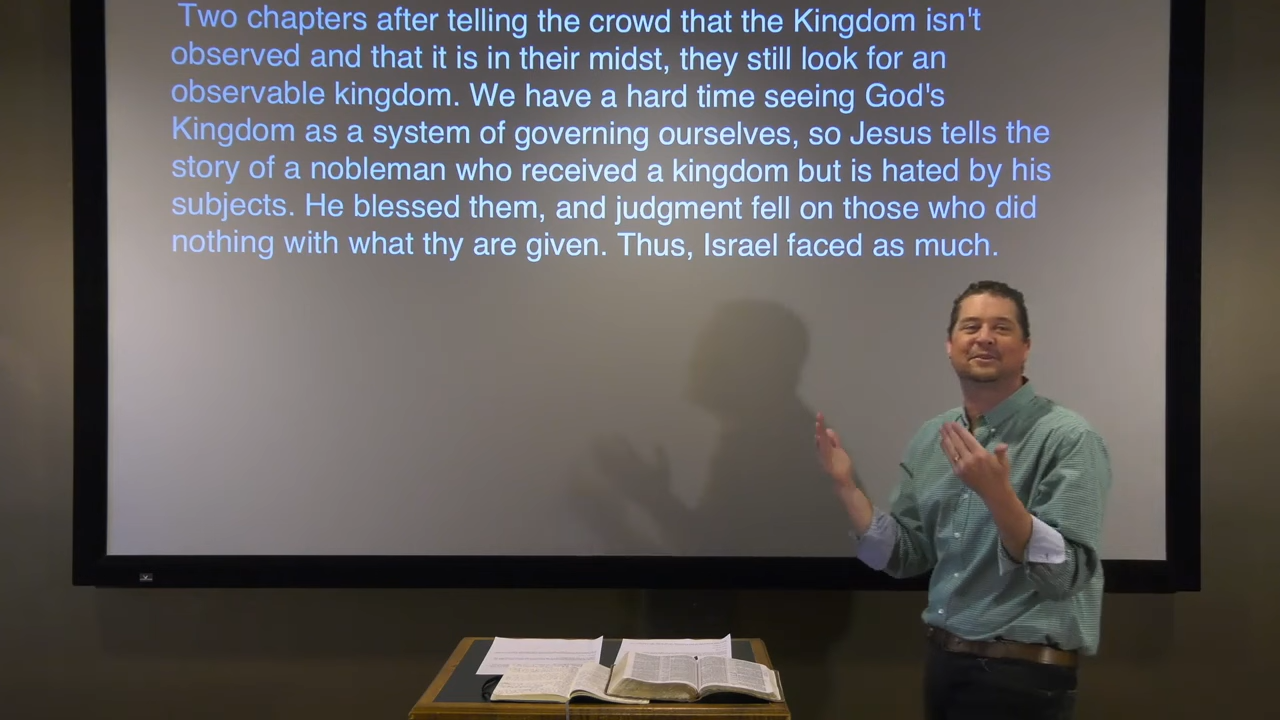 Two chapters after telling the crowd that the Kingdom isn't
observed and that it is in their midst, they still look for an
observable kingdom. We have a hard time seeing God's
Kingdom as a system of governing ourselves, so Jesus tells the
story of a nobleman who received a kingdom but is hated by his
subjects. He blessed them, and judgment fell on those who did
nothing with what thy are given. Thus, Israel faced as much.